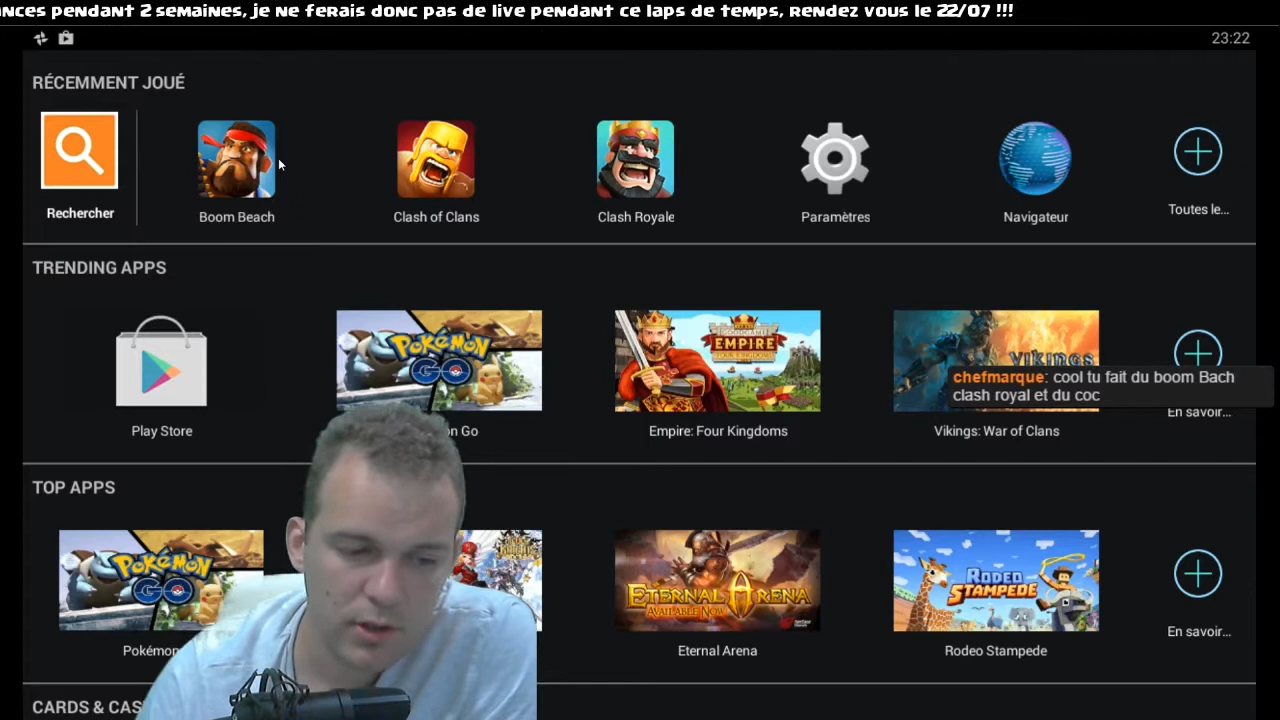 ances pendant 2 semaines, je ne ferais donc pas de live pendant ce laps de temps, rendez vous le 22/07 !!!
23:22
RÉCEMMENT JOUÉ
Rechercher
Boom Beach
Clash of Clans
Clash Royale
Paramètres
Navigateur
Toutes le...
TRENDING APPS
POKÉMON GO
GOODGAME EMPIRE FOUR KINGDOMS
VIKINGS
chefmarque: cool tu fait du boom Bach
clash royal et du coc
En savoir...
Play Store
on Go
Empire: Four Kingdoms
Vikings: War of Clans
TOP APPS
POKÉMON GO
ETERNAL ARENA
AVAILABLE NOW
RODEO STAMPEDE
En savoir...
Pokémon
Eternal Arena
Rodeo Stampede
CARDS & CAS